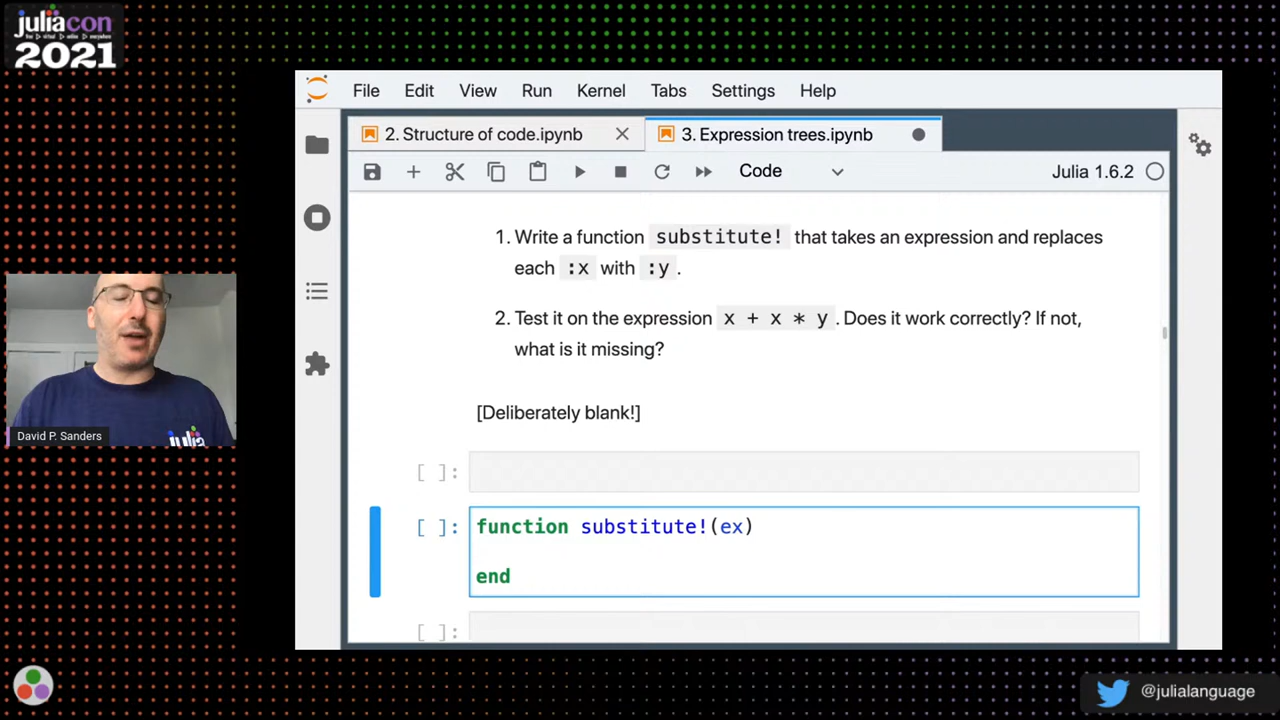 juliacon
2021
File Edit View Run Kernel Tabs Settings Help
2. Structure of code.ipynb
3. Expression trees.ipynb
Code
Julia 1.6.2
1. Write a function substitute! that takes an expression and replaces
each :x with :y .
2. Test it on the expression x + x * y . Does it work correctly? If not,
what is it missing?
[Deliberately blank!]
[ ]:
[ ]: function substitute!(ex)
end
[ ]:
julia
David P. Sanders
@julialanguage